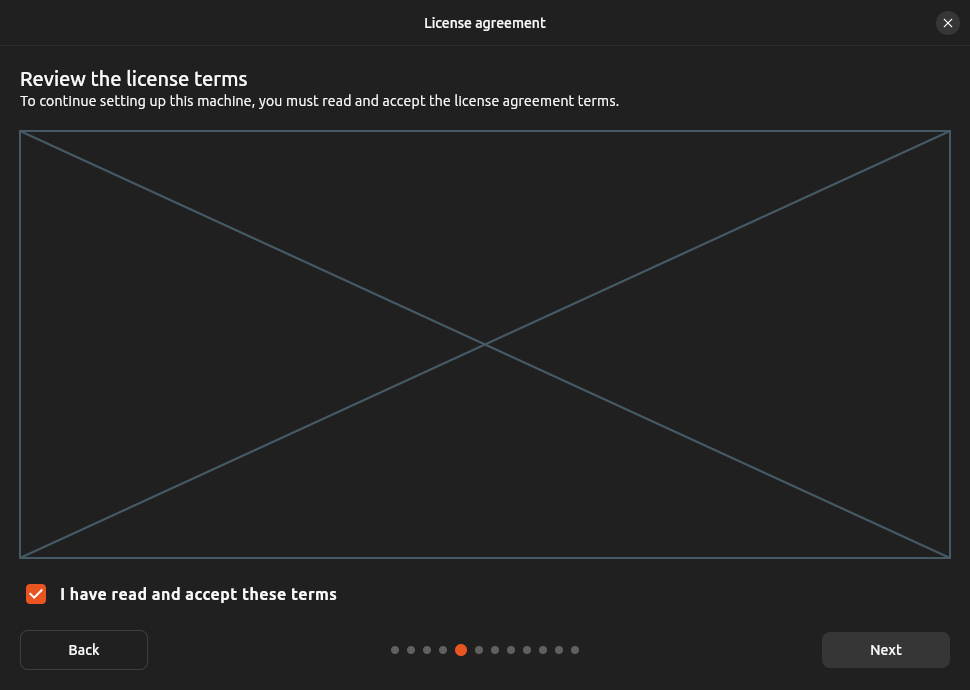 License agreement
Review the license terms
To continue setting up this machine, you must read and accept the license agreement terms.
I have read and accept these terms
Back
Next